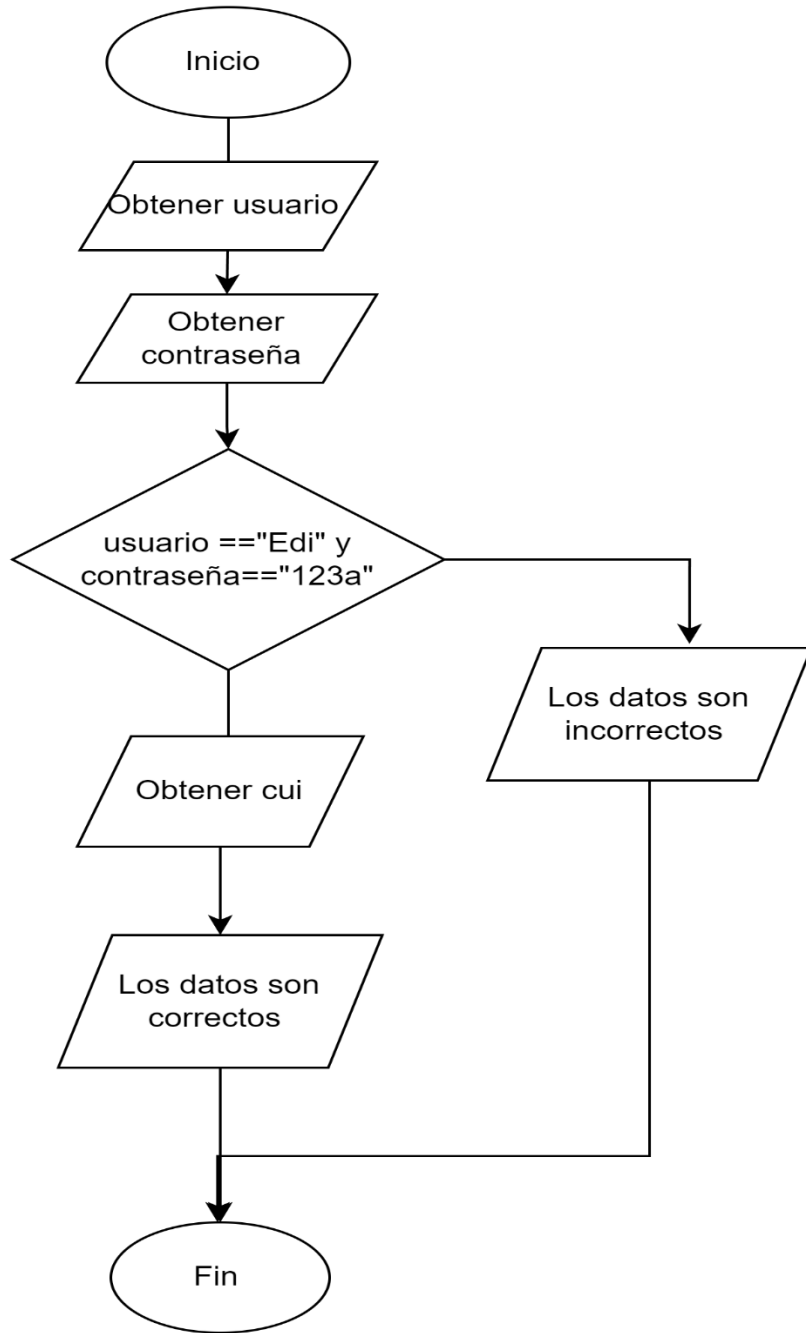 Inicio
Obtener usuario
Obtener
contraseña
usuario =="Edi" y
contraseña=="123a"
Los datos son
incorrectos
Obtener cui
Los datos son
correctos
Fin